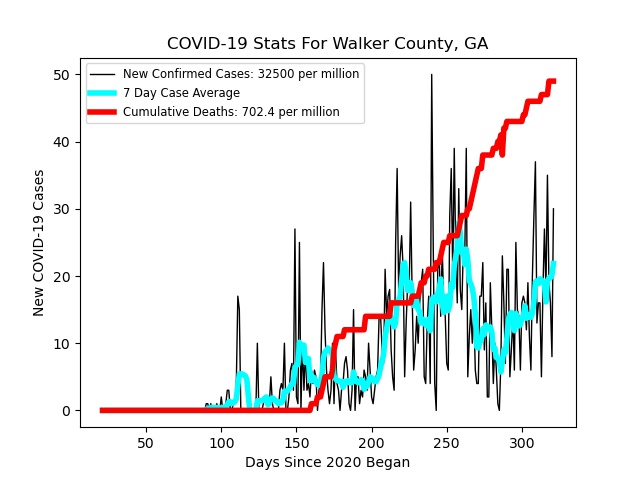 COVID-19 Stats For Walker County, GA
New Confirmed Cases: 32500 per million
7 Day Case Average
Cumulative Deaths: 702.4 per million
New COVID-19 Cases
50
40
30
20
10
0
50 100 150 200 250 300
Days Since 2020 Began